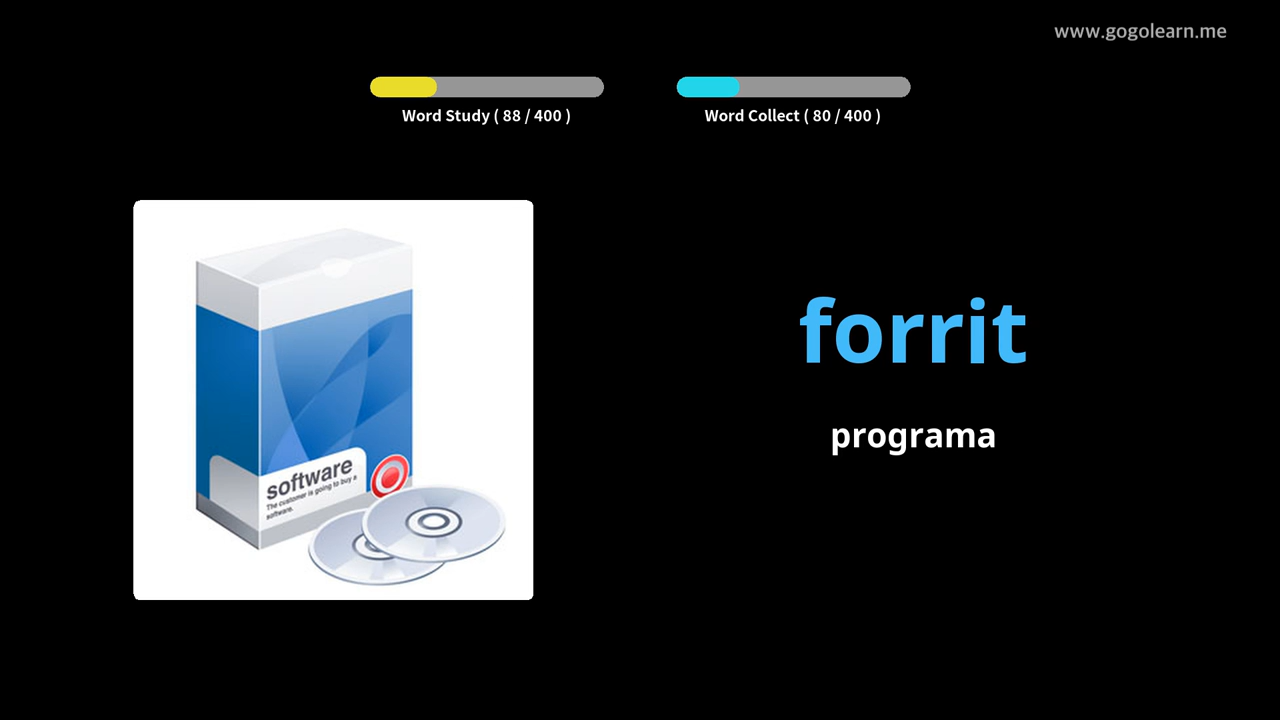 www.gogolearn.me
Word Study ( 88 / 400 )
Word Collect ( 80 / 400 )
forrit
programa
software
The customer is going to buy a
software.